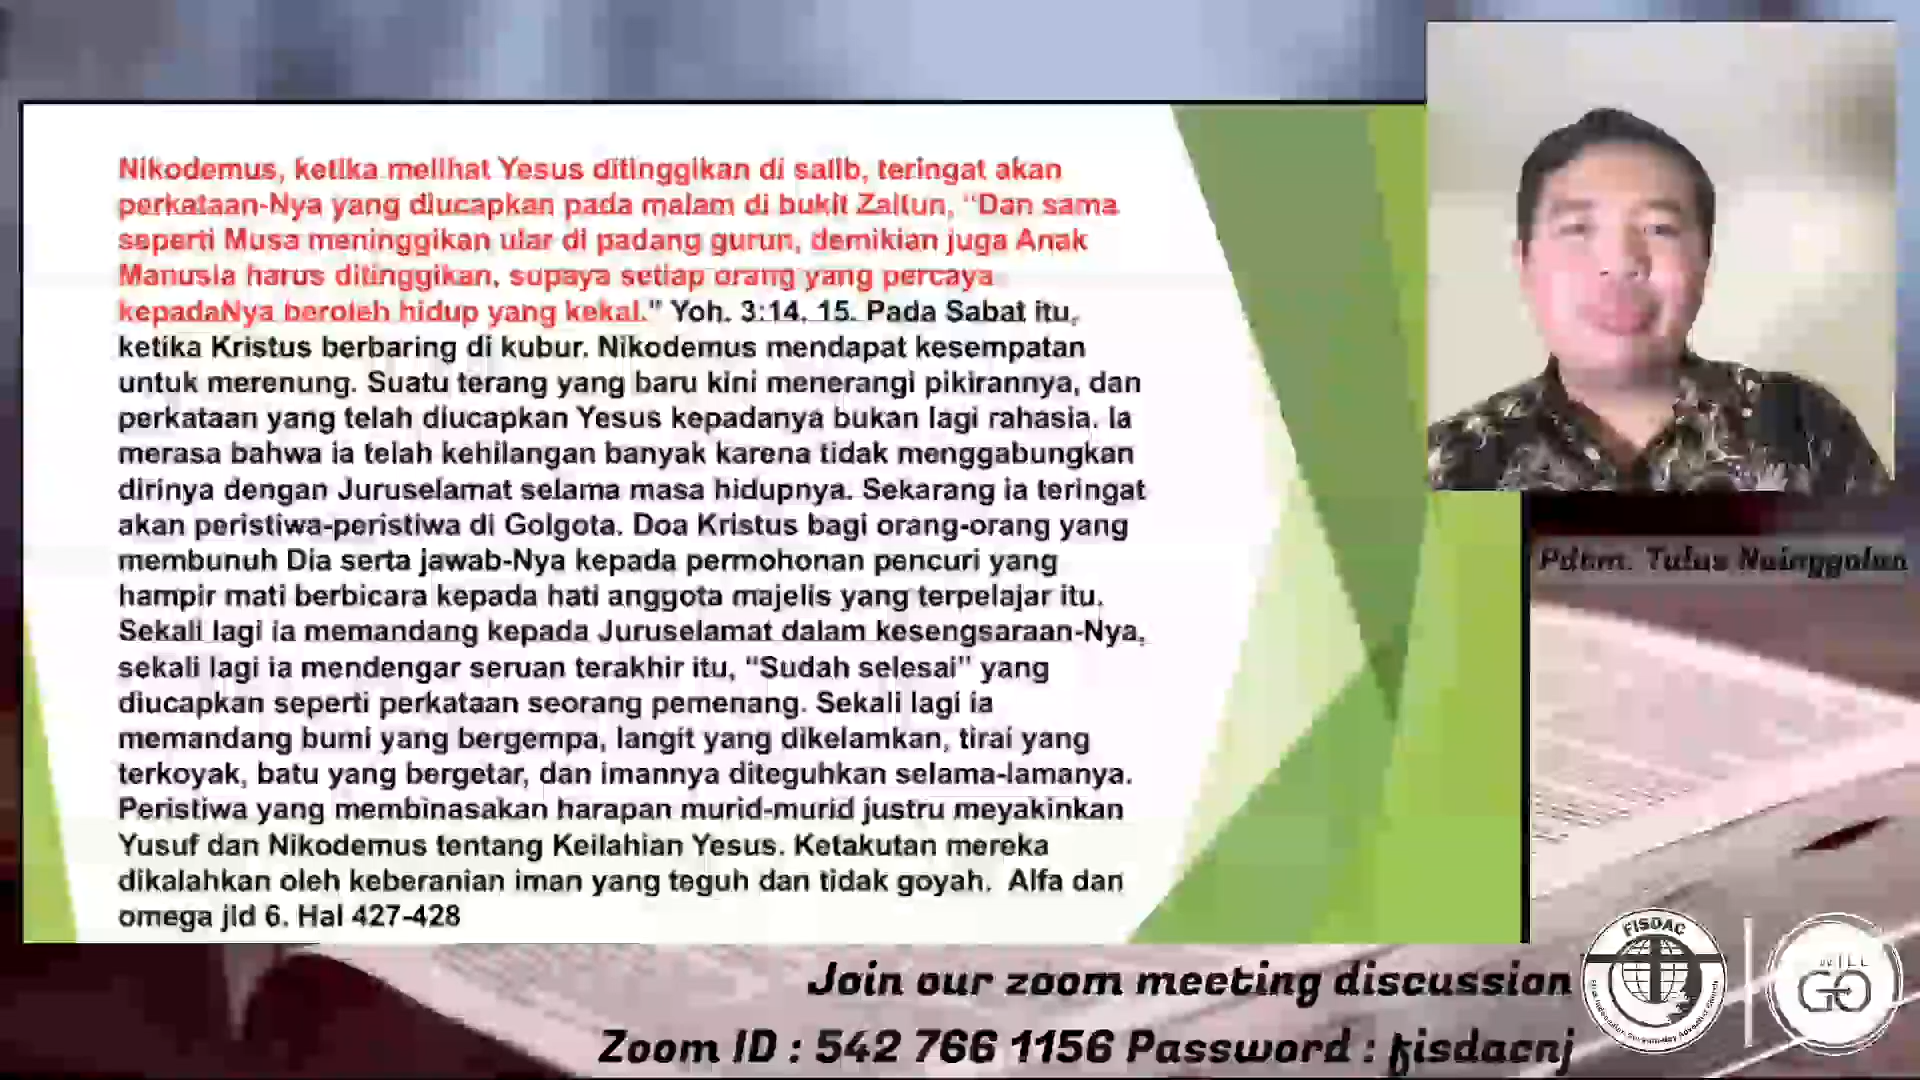 Nikodemus, ketika melihat Yesus ditinggikan di salib, teringat akan
perkataan-Nya yang diucapkan pada malam di bukit Zaitun, “Dan sama
seperti Musa meninggikan ular di padang gurun, demikian juga Anak
Manusia harus ditinggikan, supaya setiap orang yang percaya
kepadaNya beroleh hidup yang kekal." Yoh. 3:14, 15. Pada Sabat itu,
ketika Kristus berbaring di kubur. Nikodemus mendapat kesempatan
untuk merenung. Suatu terang yang baru kini menerangi pikirannya, dan
perkataan yang telah diucapkan Yesus kepadanya bukan lagi rahasia. Ia
merasa bahwa ia telah kehilangan banyak karena tidak menggabungkan
dirinya dengan Juruselamat selama masa hidupnya. Sekarang ia teringat
akan peristiwa-peristiwa di Golgota. Doa Kristus bagi orang-orang yang
membunuh Dia serta jawab-Nya kepada permohonan pencuri yang
hampir mati berbicara kepada hati anggota majelis yang terpelajar itu.
Sekali lagi ia memandang kepada Juruselamat dalam kesengsaraan-Nya,
sekali lagi ia mendengar seruan terakhir itu, “Sudah selesai” yang
diucapkan seperti perkataan seorang pemenang. Sekali lagi ia
memandang bumi yang bergempa, langit yang dikelamkan, tirai yang
terkoyak, batu yang bergetar, dan imannya diteguhkan selama-lamanya.
Peristiwa yang membinasakan harapan murid-murid justru meyakinkan
Yusuf dan Nikodemus tentang Keilahian Yesus. Ketakutan mereka
dikalahkan oleh keberanian iman yang teguh dan tidak goyah. Alfa dan
omega jld 6. Hal 427-428
Pdtm. Tulus Nainggolan
Join our zoom meeting discussion
Zoom ID : 542 766 1156 Password : fisdacnj
FISDAC
WILL
GO